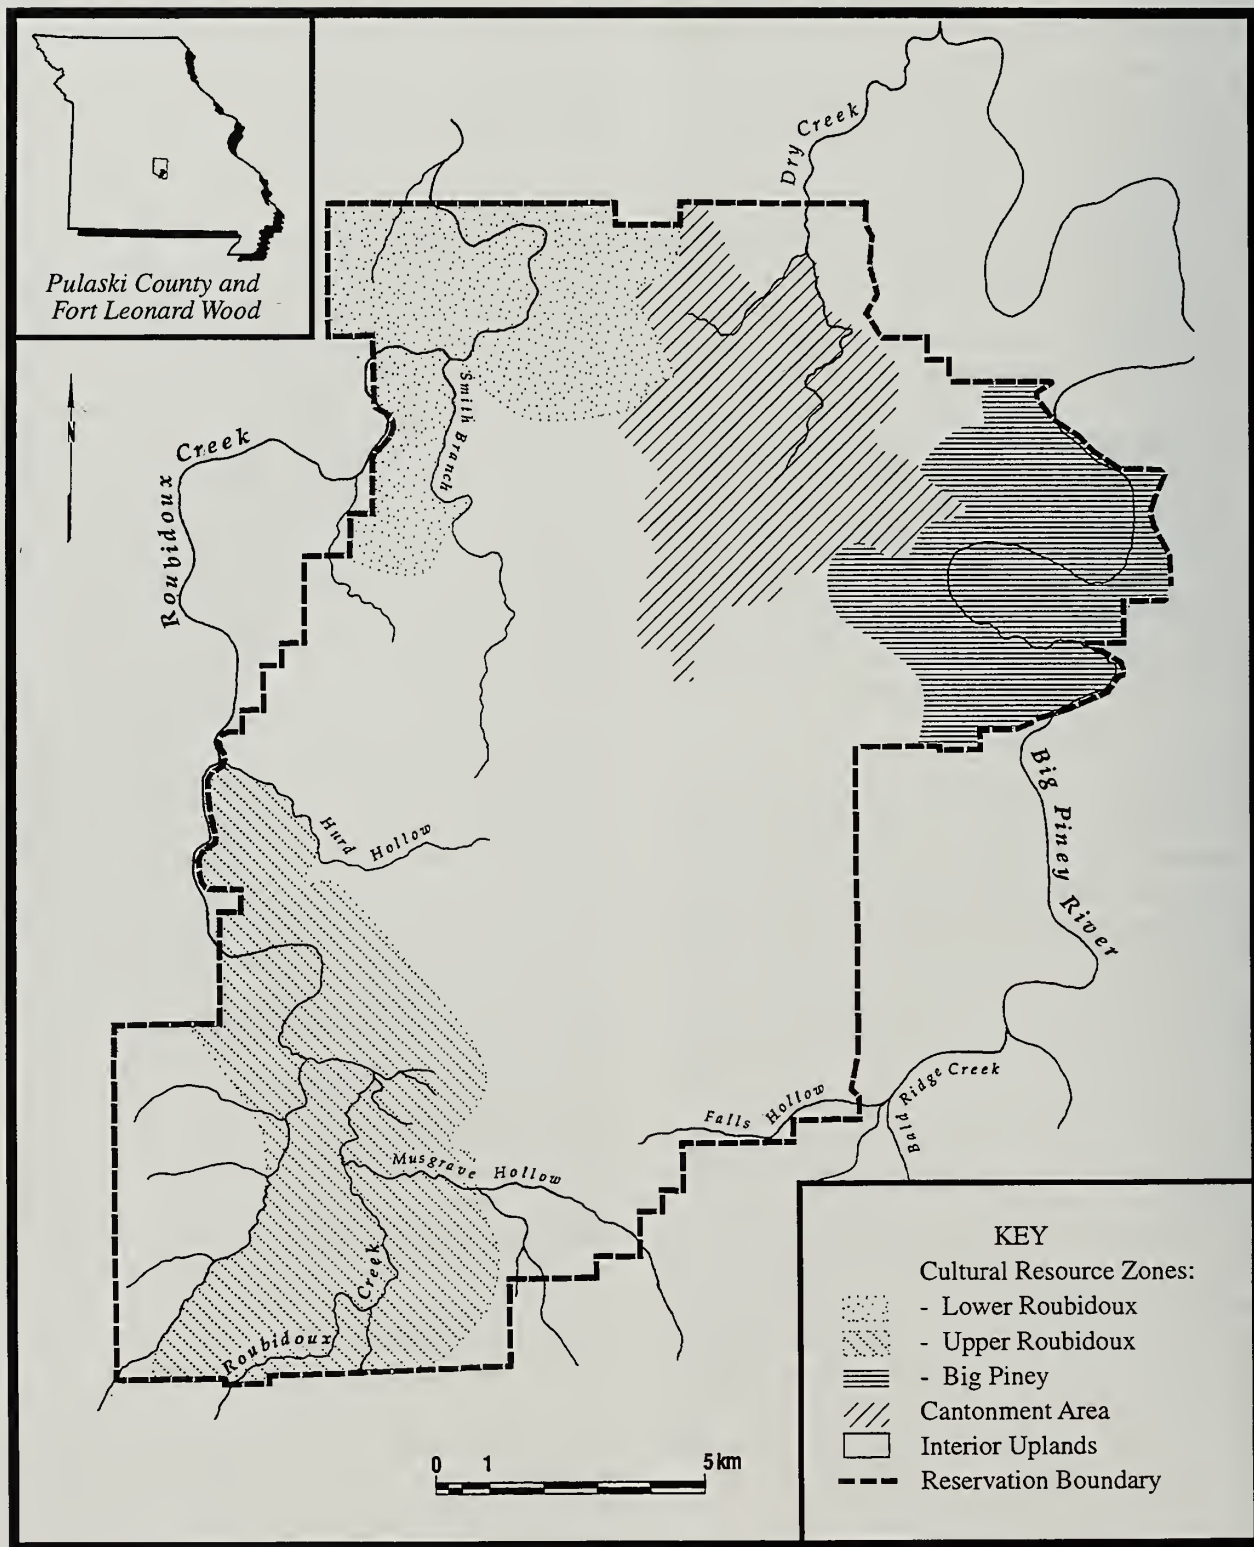 Pulaski County and
Fort Leonard Wood
N
Dry Creek
Smith Branch
Roubidoux Creek
Hurd Hollow
Big Piney River
Falls Hollow
Bald Ridge Creek
Musgrave Hollow
Roubidoux Creek
KEY
Cultural Resource Zones:
- Lower Roubidoux
- Upper Roubidoux
- Big Piney
Cantonment Area
Interior Uplands
Reservation Boundary
0 1 5 km